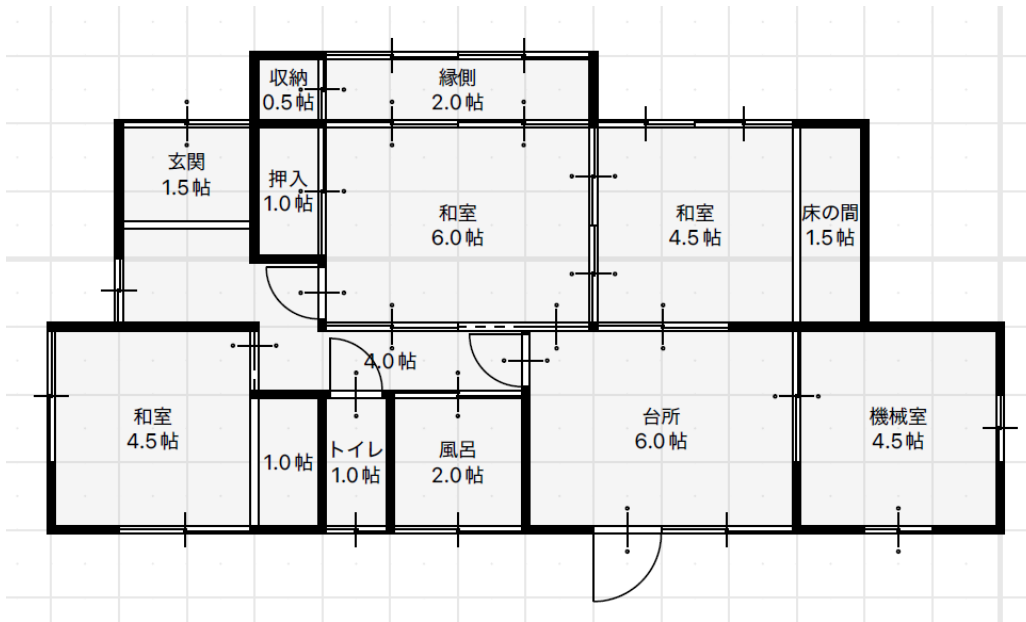 収納
0.5帖
縁側
2.0帖
玄関
1.5帖
押入
1.0帖
和室
6.0帖
和室
4.5帖
床の間
1.5帖
4.0帖
和室
4.5帖
1.0帖
トイレ
1.0帖
風呂
2.0帖
台所
6.0帖
機械室
4.5帖